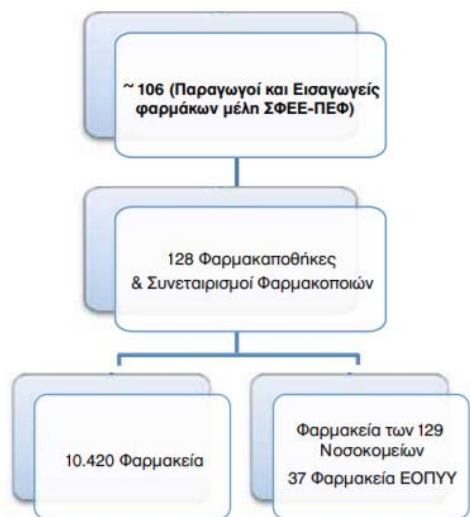 ~ 106 (Παραγωγοί και Εισαγωγείς
φαρμάκων μέλη ΣΦΕΕ-ΠΕΦ)
128 Φαρμακαποθήκες
& Συνεταιρισμοί Φαρμακοποιών
10.420 Φαρμακεία
Φαρμακεία των 129
Νοσοκομείων
37 Φαρμακεία ΕΟΠΥΥ